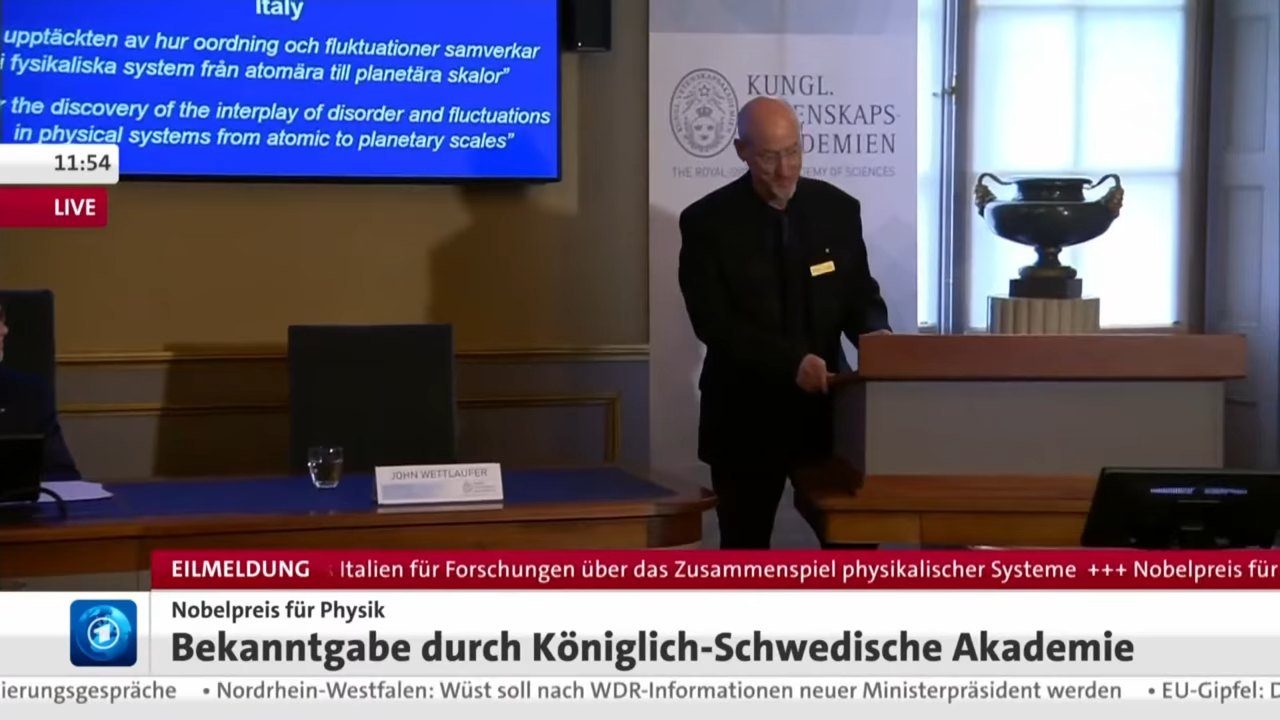 Italy
upptäckten av hur oordning och fluktuationer samverkar
i fysikaliska system från atomära till planetära skalor”
r the discovery of the interplay of disorder and fluctuations
in physical systems from atomic to planetary scales”
11:54
LIVE
KUNGL.
ENSKAPS-
DEMIEN
THE ROYAL EMY OF SCIENCES
JOHN WETTLAUFER
EILMELDUNG Italien für Forschungen über das Zusammenspiel physikalischer Systeme +++ Nobelpreis für
Nobelpreis für Physik
Bekanntgabe durch Königlich-Schwedische Akademie
ierungsgespräche • Nordrhein-Westfalen: Wüst soll nach WDR-Informationen neuer Ministerpräsident werden • EU-Gipfel: D